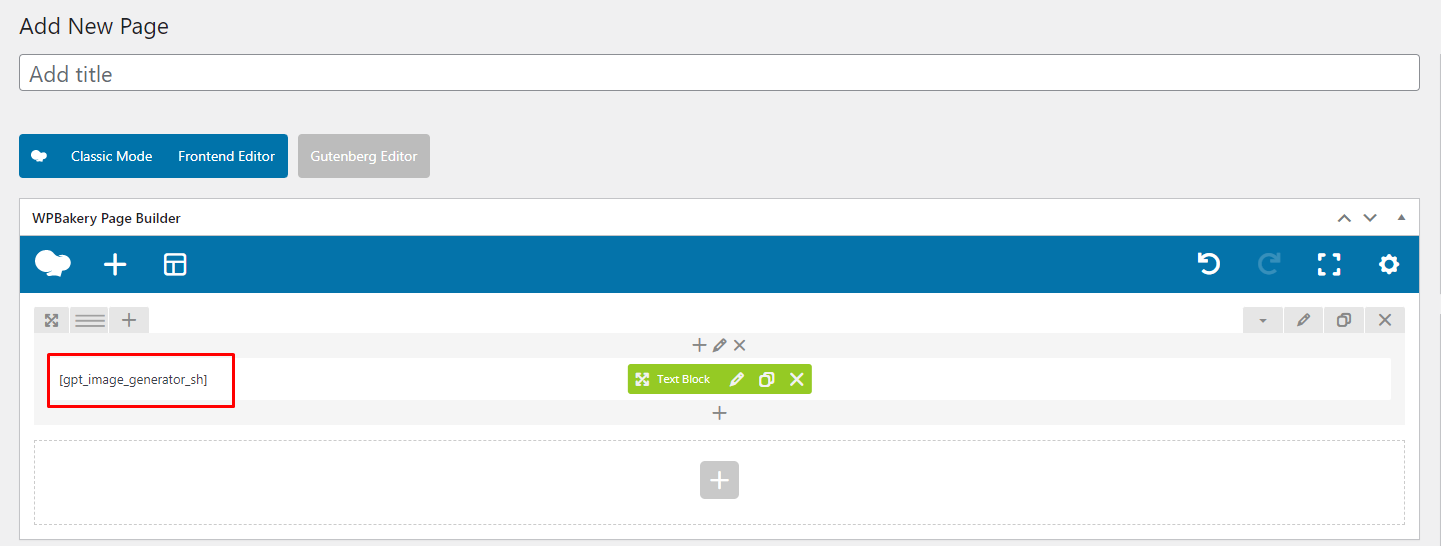 Add New Page
Add title
Classic Mode Frontend Editor Gutenberg Editor
WPBakery Page Builder
[gpt_image_generator_sh] Text Block